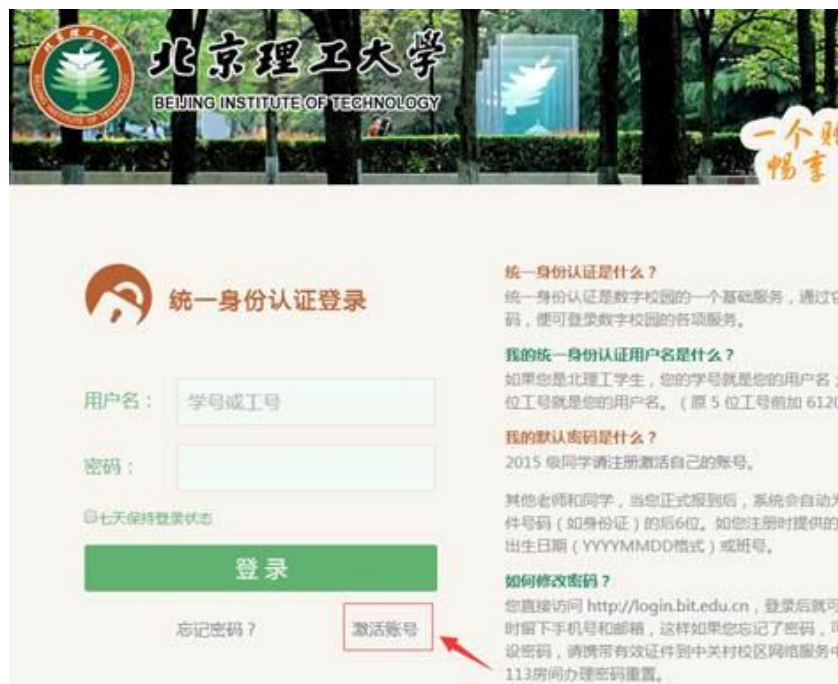 北京理工大学
BEIJING INSTITUTE OF TECHNOLOGY
一个
畅享
统一身份认证登录
用户名：
学号或工号
密码：
七天保持登录状态
登录
忘记密码？
激活账号
统一身份认证是什么？
统一身份认证是数字校园的一个基础服务，通过它
码，便可登录数字校园的各项服务。
我的统一身份认证用户名是什么？
如果您是北理工学生，您的学号就是您的用户名；
位工号就是您的用户名。（原 5 位工号前加 6120
我的默认密码是什么？
2015 级同学请注册激活自己的账号。
其他老师和同学，当您正式报到后，系统会自动为
件号码（如身份证）的后6位。如您注册时提供的
出生日期（YYYYMMDD格式）或班号。
如何修改密码？
您直接访问 http://login.bit.edu.cn，登录后就可
时留下手机号和邮箱，这样如果您忘记了密码，可
设密码，请携带有效证件到中关村校区网络服务中
113房间办理密码重置。